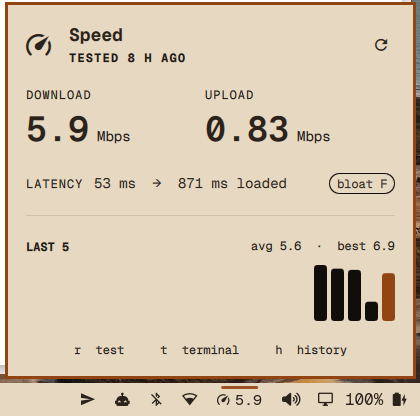 Speed
TESTED 8 H AGO
DOWNLOAD UPLOAD
5.9 Mbps 0.83 Mbps
LATENCY 53 ms → 871 ms loaded bloat F
LAST 5 avg 5.6 · best 6.9
r test t terminal h history
5.9 100%